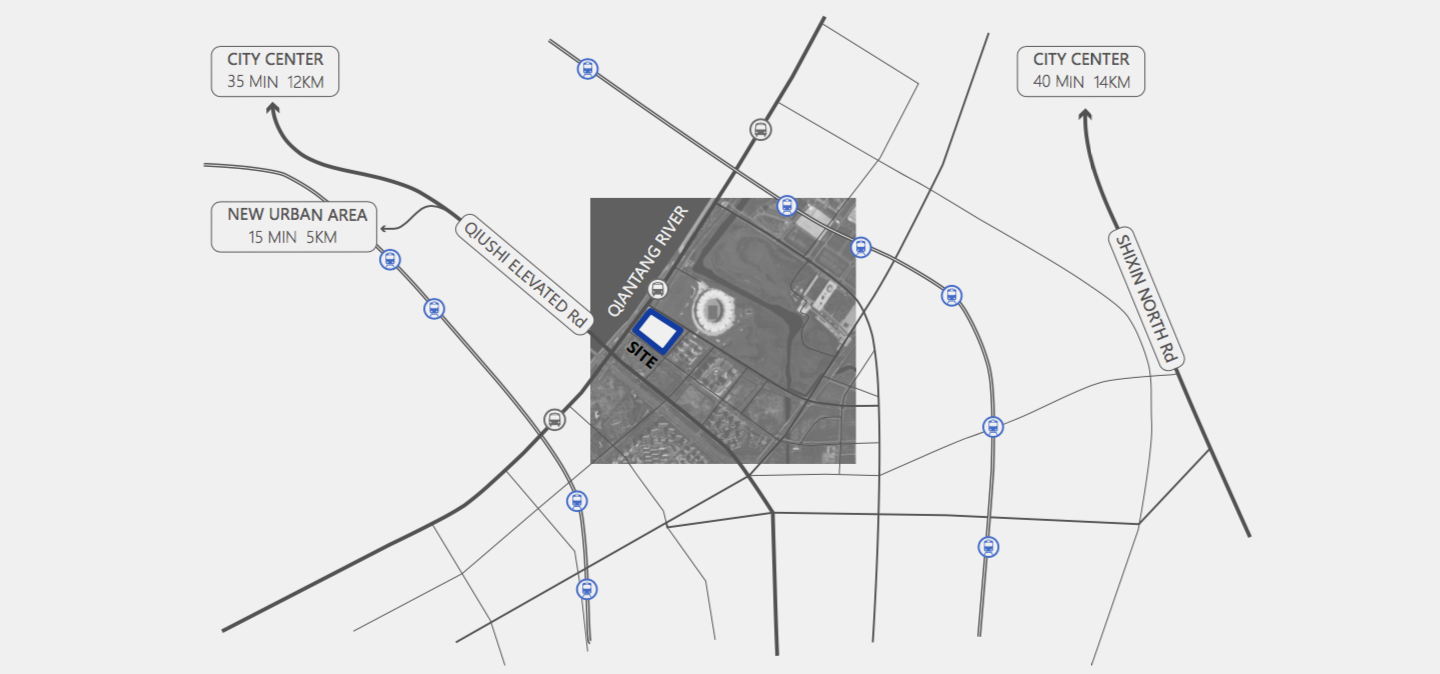 CITY CENTER
35 MIN 12KM
CITY CENTER
40 MIN 14KM
NEW URBAN AREA
15 MIN 5KM
QIUSHI ELEVATED Rd
QIANTANG RIVER
SITE
SHIXIN NORTH Rd